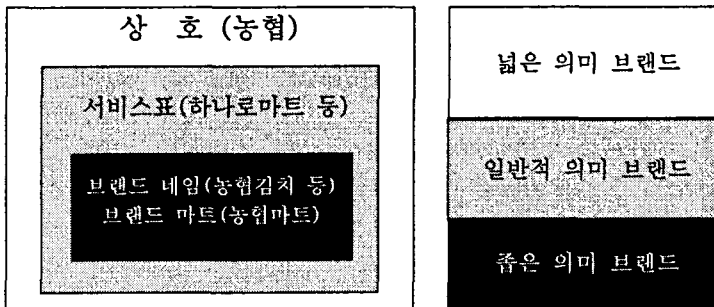 상 호 (농협)
서비스표(하나로마트 등)
브랜드 네임(농협김치 등)
브랜드 마트(농협마트)
넓은 의미 브랜드
일반적 의미 브랜드
좁은 의미 브랜드